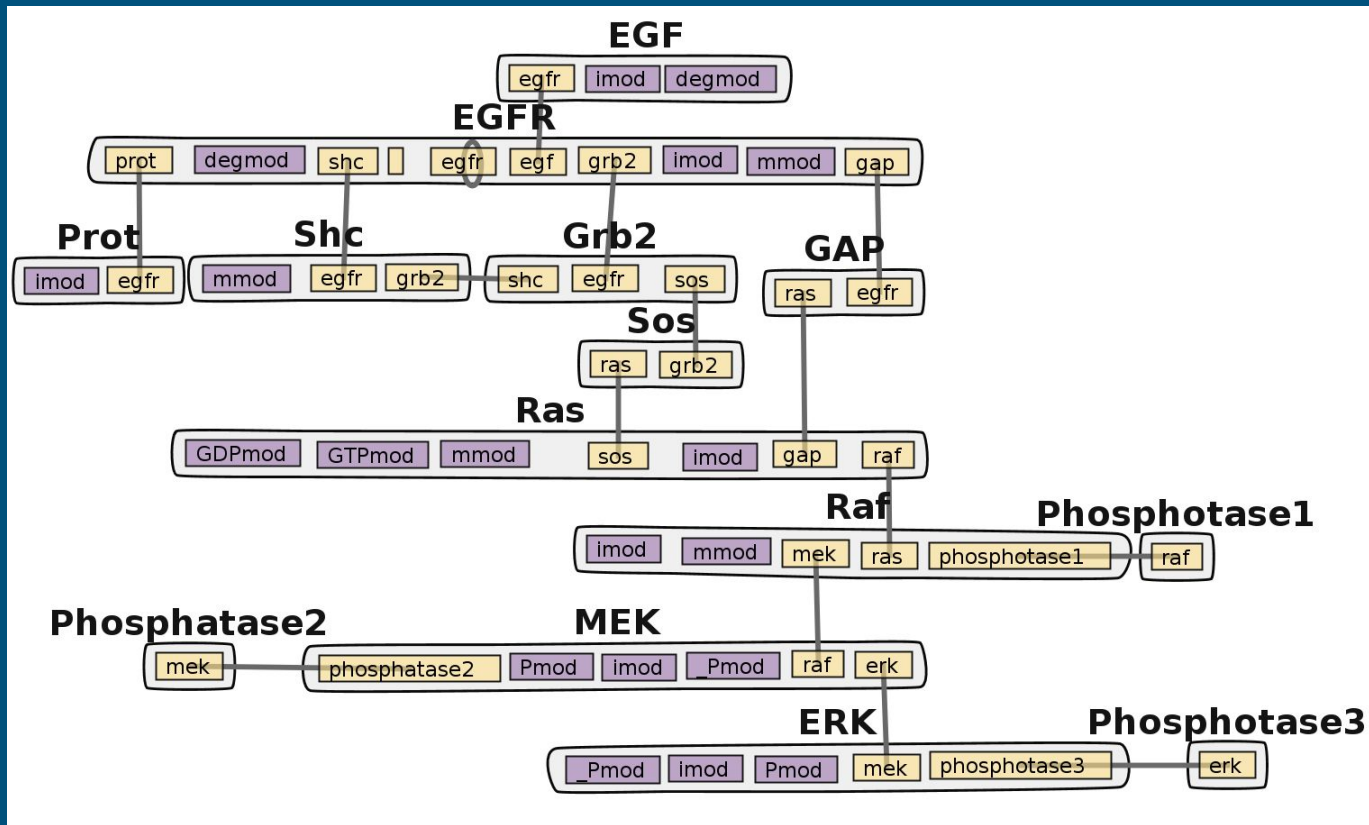 EGF
egfr imod degmod
EGFR
prot degmod shc egfr egf grb2 imod mmod gap
Prot Shc Grb2 GAP
imod egfr mmod egfr grb2 shc egfr sos ras egfr
Sos
ras grb2
Ras
GDPmod GTPmod mmod sos imod gap raf
Raf Phosphotase1
imod mmod mek ras phosphotase1 raf
Phosphatase2 MEK
mek phosphatase2 Pmod imod _Pmod raf erk
ERK Phosphotase3
_Pmod imod Pmod mek phosphotase3 erk